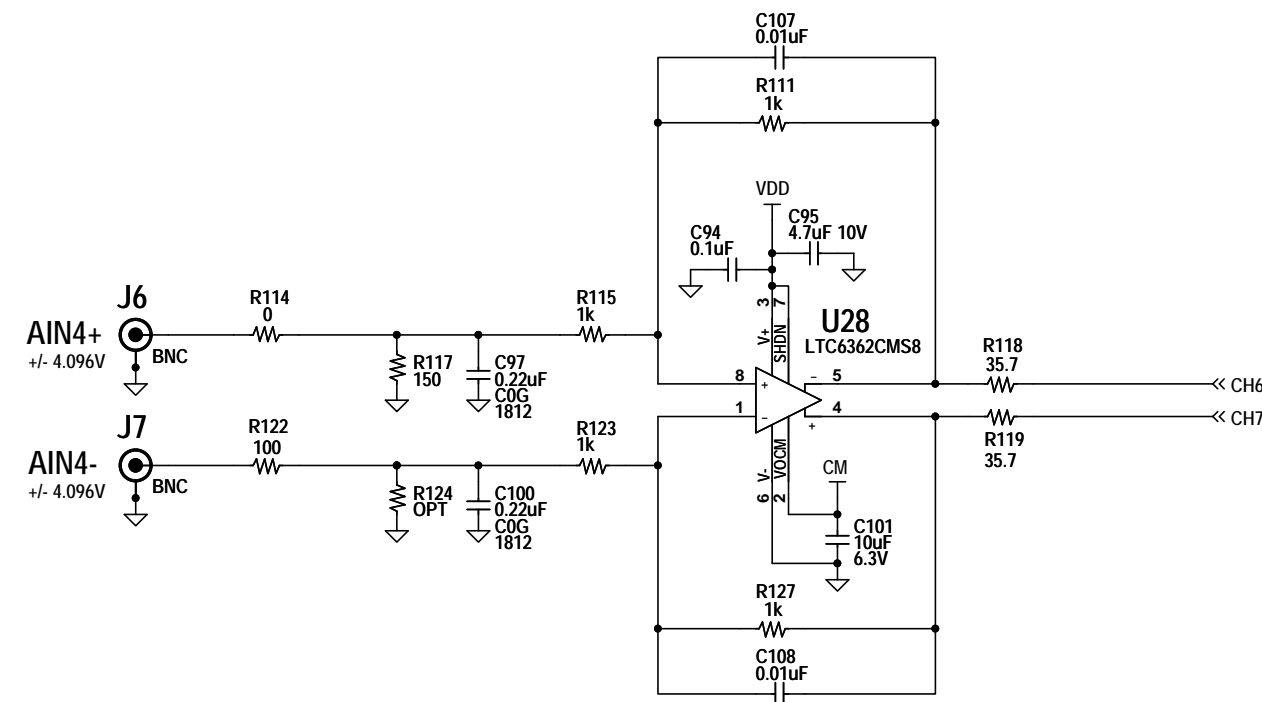 C107
0.01uF
R111
1k
VDD
C95
4.7uF 10V
C94
0.1uF
J6
R114
0
R115
1k
3
7
V+
SHDN
U28
LTC6362CMS8
AIN4+
+/- 4.096V
BNC
R117
150
C97
0.22uF
C0G
1812
R118
35.7
8
+
-
5
CH6
1
-
+
4
CH7
R119
35.7
J7
R122
100
R123
1k
AIN4-
+/- 4.096V
BNC
R124
OPT
C100
0.22uF
C0G
1812
V-
VOCM
6
2
CM
C101
10uF
6.3V
R127
1k
C108
0.01uF